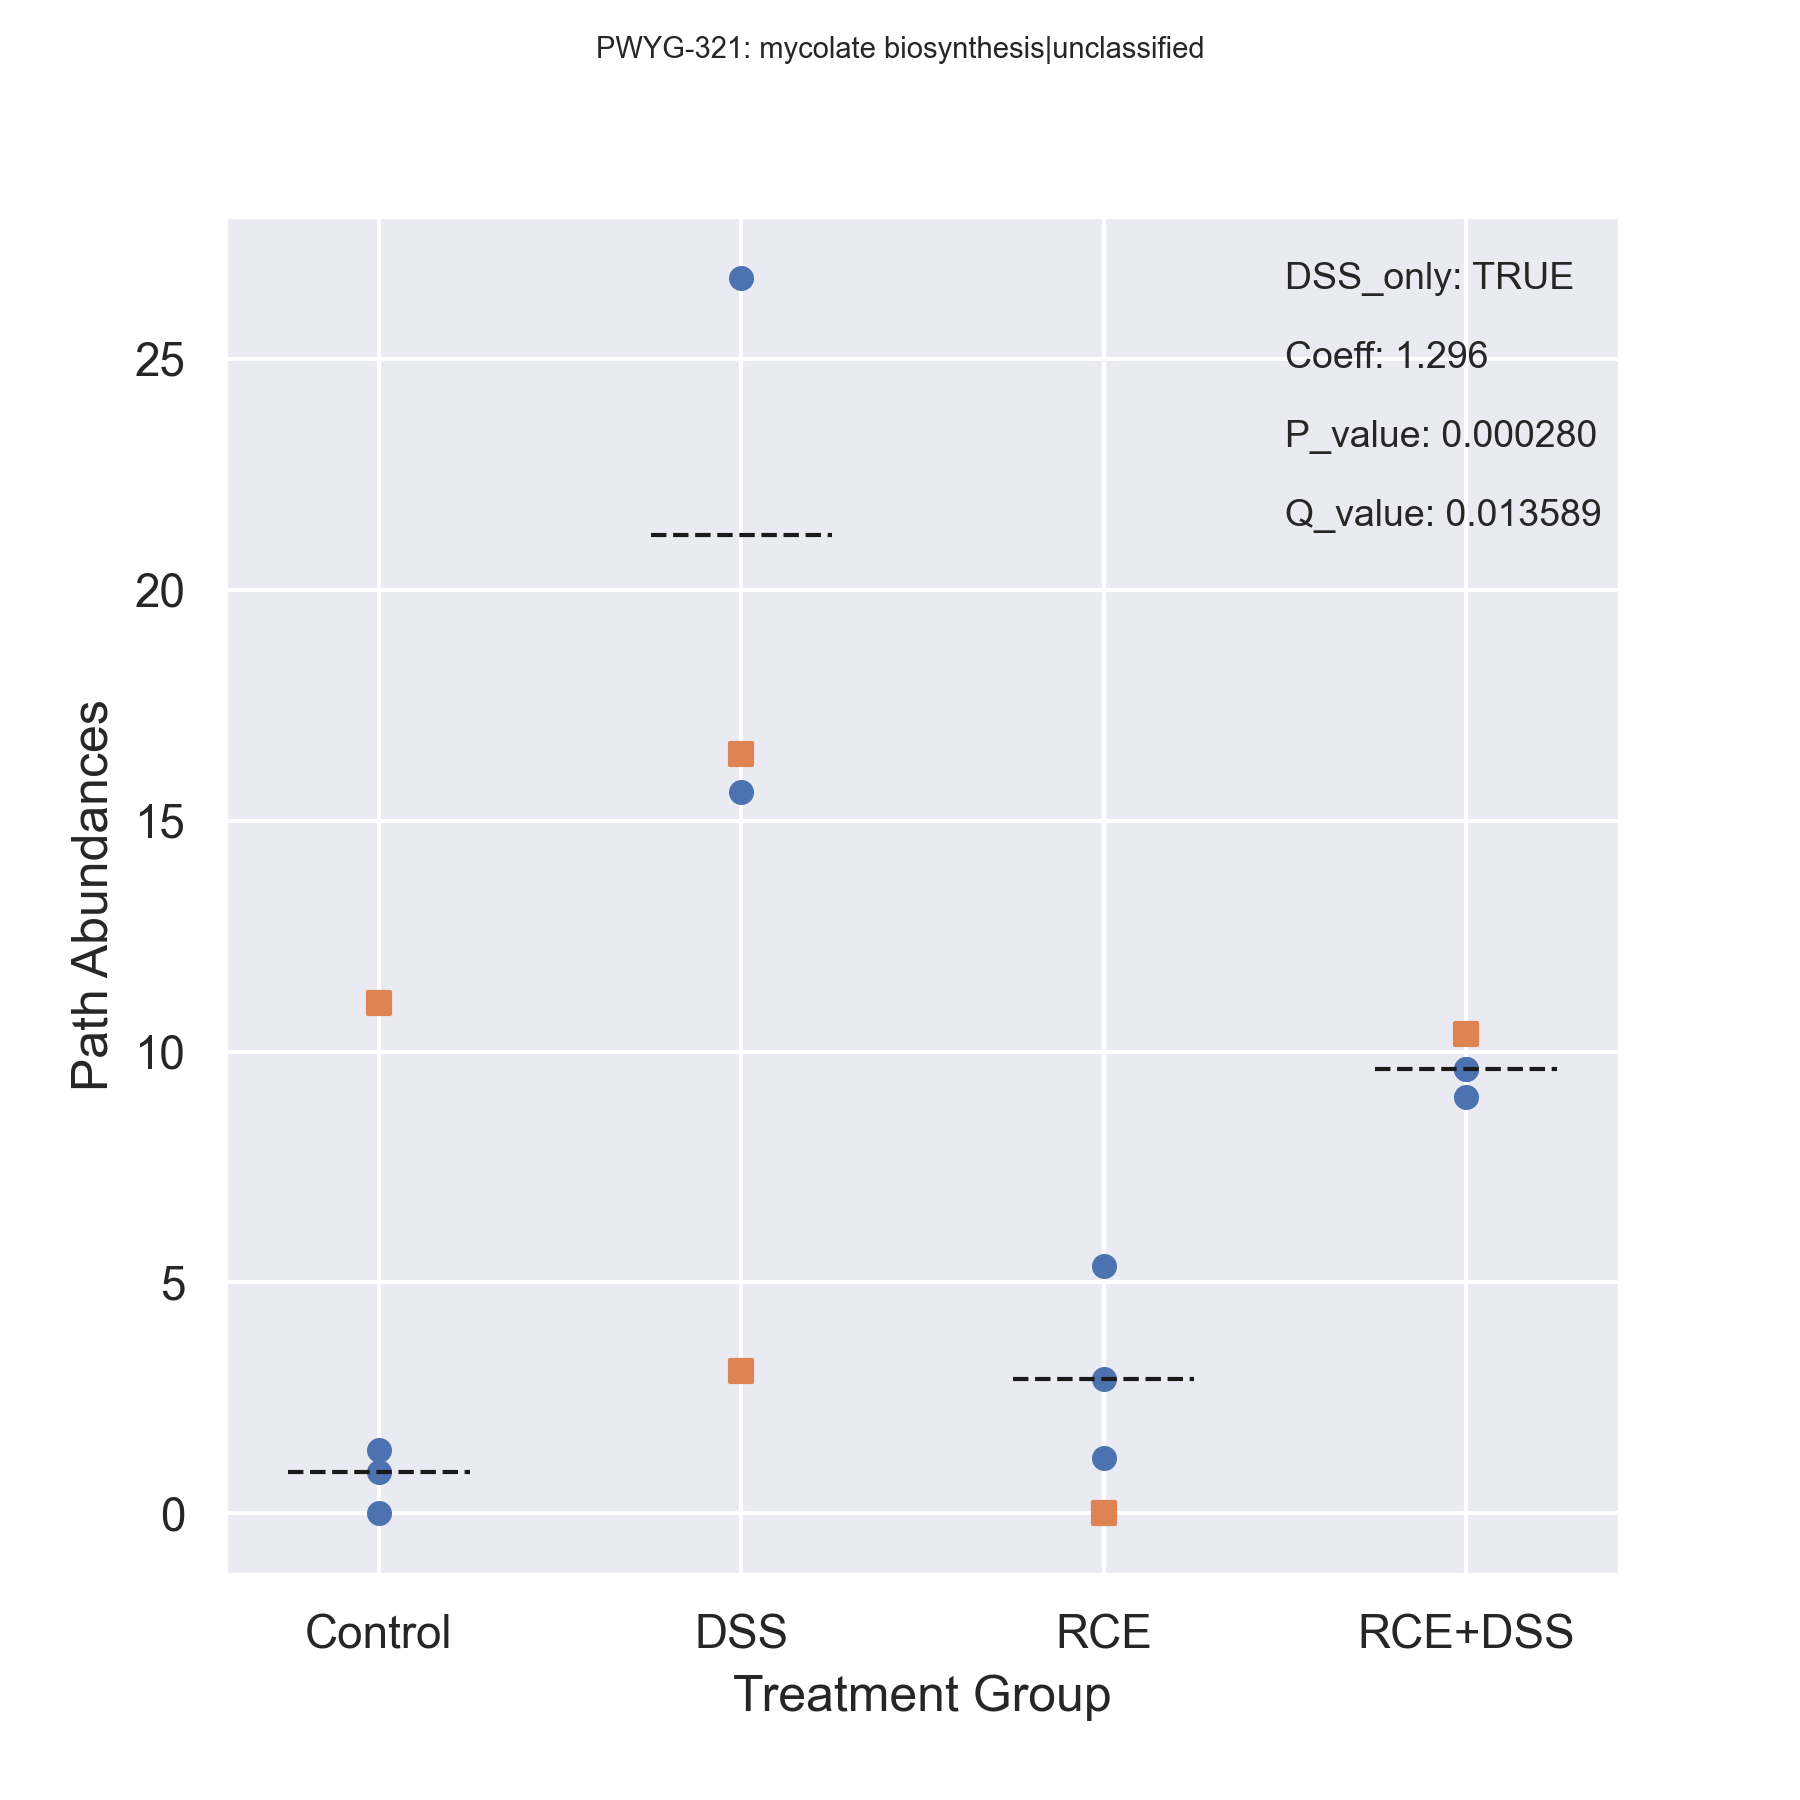 PWYG-321: mycolate biosynthesis|unclassified
DSS_only: TRUE
Coeff: 1.296
P_value: 0.000280
Q_value: 0.013589
25
20
15
10
5
0
Path Abundances
Control
DSS
RCE
RCE+DSS
Treatment Group